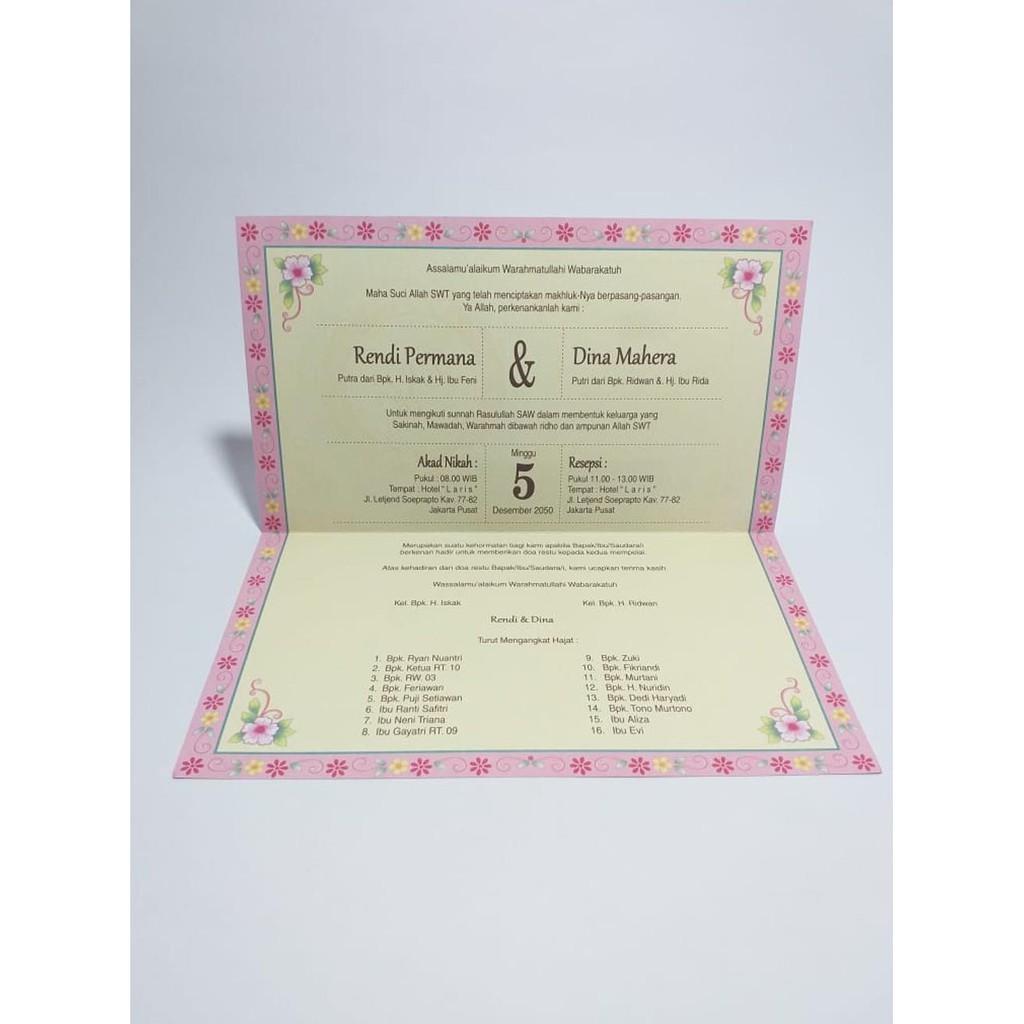 Assalamu'alaikum Warahmatullahi Wabarakatuh
Maha Suci Allah SWT yang telah menciptakan makhluk-Nya berpasang-pasangan.
Ya Allah, perkenankanlah kami :
Rendi Permana
Putra dari Bpk. H. Iskak & Hj. Ibu Feni
&
Dina Mahera
Putri dari Bpk. Ridwan &. Hj. Ibu Rida
Untuk mengikuti sunnah Rasulullah SAW dalam membentuk keluarga yang
Sakinah, Mawadah, Warahmah dibawah ridho dan ampunan Allah SWT
Akad Nikah :
Pukul : 08.00 WIB
Tempat : Hotel " L a r i s "
Jl. Letjend Soeprapto Kav. 77-82
Jakarta Pusat
Minggu
5
Desember 2050
Resepsi :
Pukul 11.00 - 13.00 WIB
Tempat : Hotel " L a r i s "
Jl. Letjend Soeprapto Kav. 77-82
Jakarta Pusat
Merupakan suatu kehormatan bagi kami apabila Bapak/Ibu/Saudara/i
berkenan hadir untuk memberikan doa restu kepada kedua mempelai.
Atas kehadiran dan doa restu Bapak/Ibu/Saudara/i, kami ucapkan terima kasih
Wassalamu'alaikum Warahmatullahi Wabarakatuh
Kel. Bpk. H. Iskak
Kel. Bpk. H. Ridwan
Rendi & Dina
Turut Mengangkat Hajat :
1. Bpk. Ryan Nuantri
2. Bpk. Ketua RT. 10
3. Bpk. RW. 03
4. Bpk. Feriawan
5. Bpk. Puji Setiawan
6. Ibu Ranti Safitri
7. Ibu Neni Triana
8. Ibu Gayatri RT. 09
9. Bpk. Zuki
10. Bpk. Fikriandi
11. Bpk. Murtani
12. Bpk. H. Nuridin
13. Bpk. Dedi Haryadi
14. Bpk. Tono Murtono
15. Ibu Aliza
16. Ibu Evi